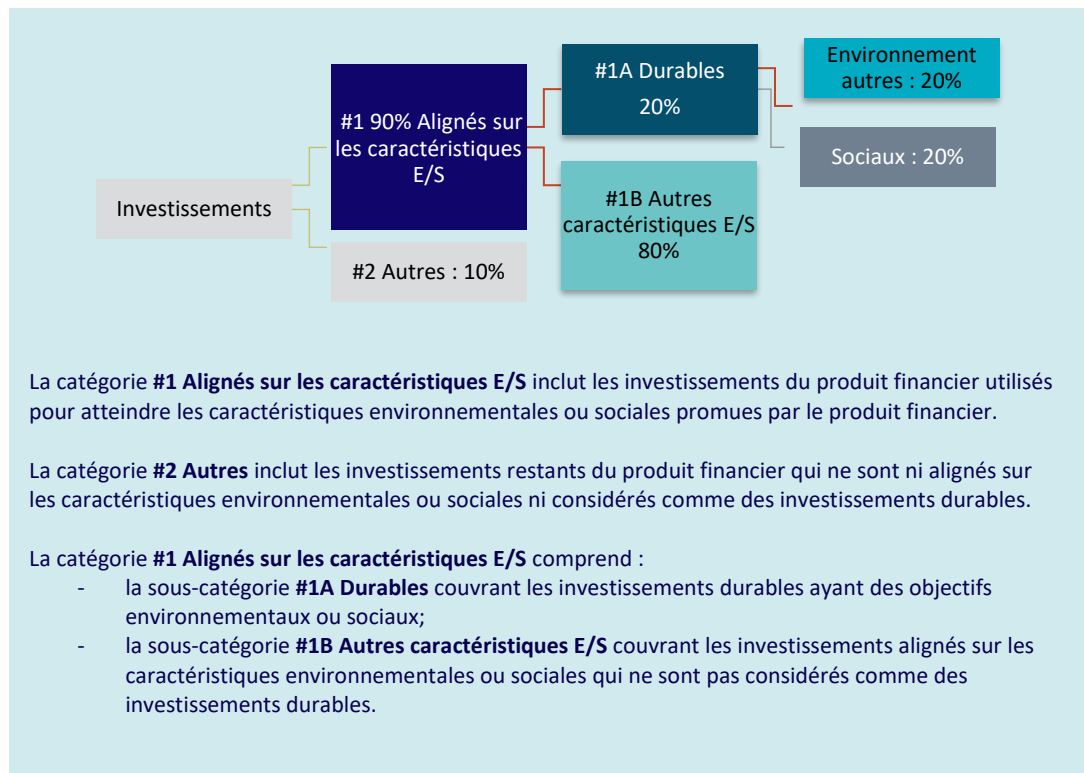 Investissements
#1 90% Alignés sur
les caractéristiques
E/S
#2 Autres : 10%
#1A Durables
20%
#1B Autres
caractéristiques E/S
80%
Environnement
autres : 20%
Sociaux : 20%
La catégorie #1 Alignés sur les caractéristiques E/S inclut les investissements du produit financier utilisés
pour atteindre les caractéristiques environnementales ou sociales promues par le produit financier.
La catégorie #2 Autres inclut les investissements restants du produit financier qui ne sont ni alignés sur
les caractéristiques environnementales ou sociales ni considérés comme des investissements durables.
La catégorie #1 Alignés sur les caractéristiques E/S comprend :
- la sous-catégorie #1A Durables couvrant les investissements durables ayant des objectifs
environnementaux ou sociaux;
- la sous-catégorie #1B Autres caractéristiques E/S couvrant les investissements alignés sur les
caractéristiques environnementales ou sociales qui ne sont pas considérés comme des
investissements durables.